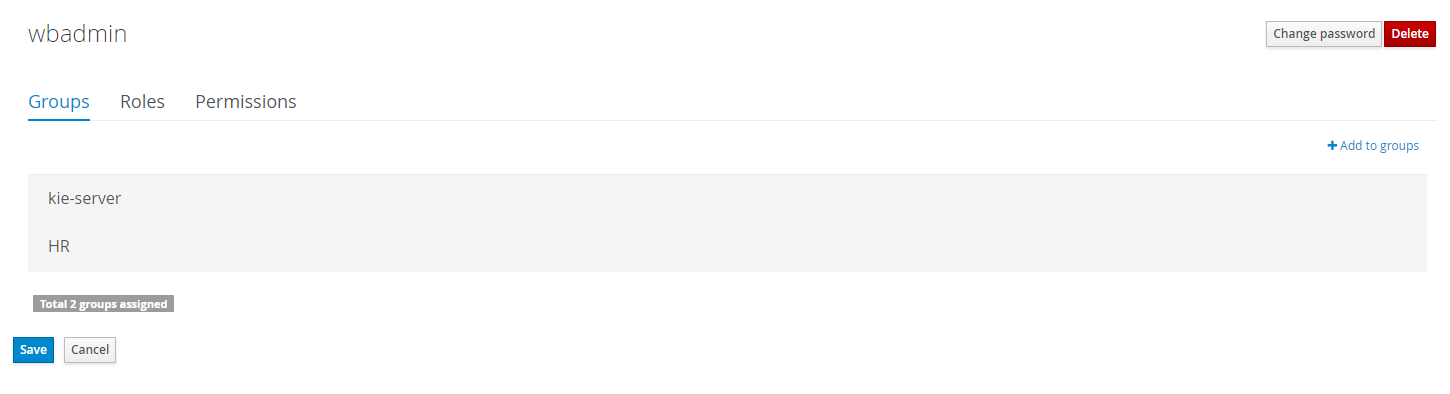 wbadmin
Change password Delete
Groups Roles Permissions
Add to groups
kie-server
HR
Total 2 groups assigned
Save Cancel